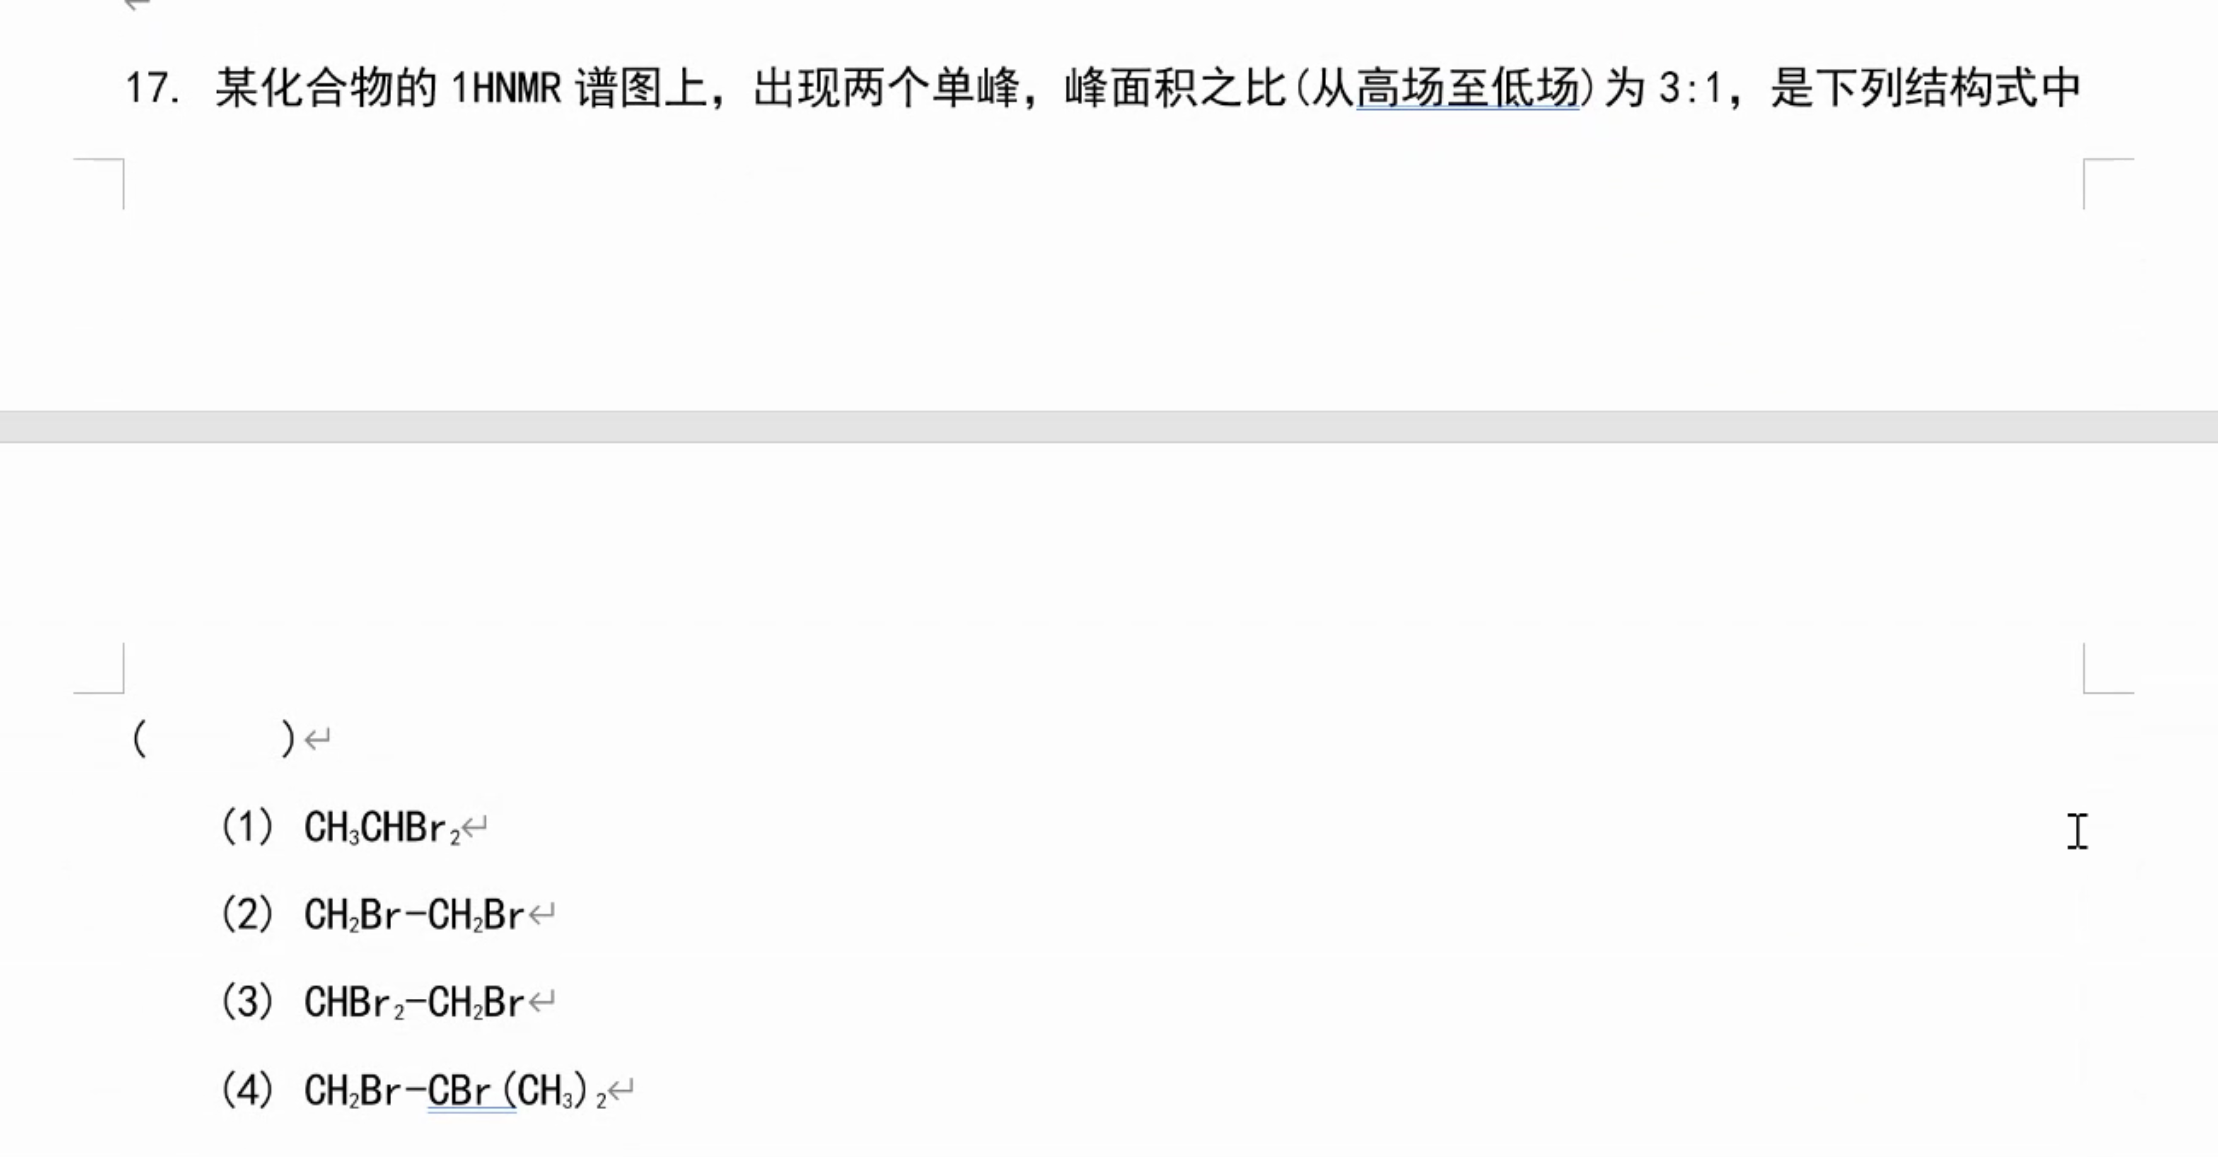 17. 某化合物的 1HNMR 谱图上，出现两个单峰，峰面积之比(从高场至低场)为 3:1，是下列结构式中
(      )↵
(1) CH₃CHBr₂↵
(2) CH₂Br-CH₂Br↵
(3) CHBr₂-CH₂Br↵
(4) CH₂Br-CBr(CH₃)₂↵